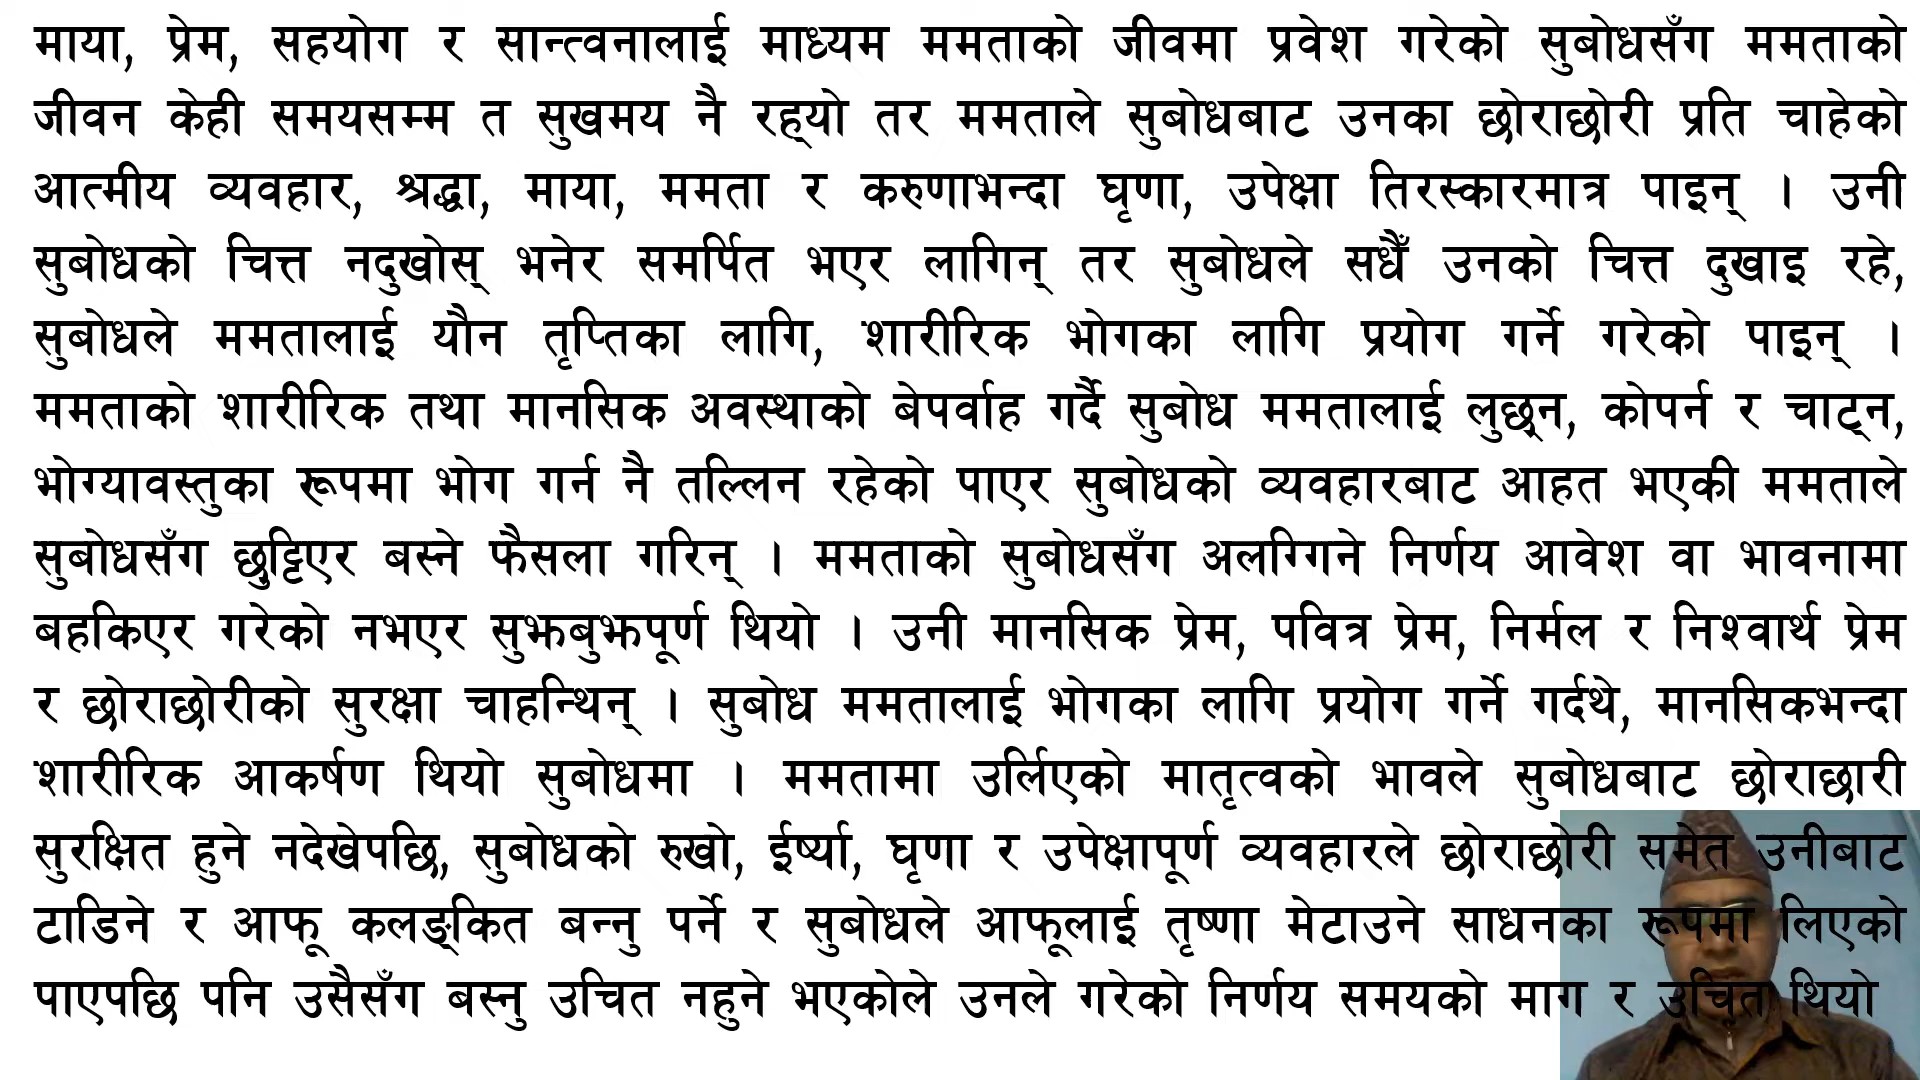 माया, प्रेम, सहयोग र सान्त्वनालाई माध्यम ममताको जीवमा प्रवेश गरेको सुबोधसँग ममताको
जीवन केही समयसम्म त सुखमय नै रह्‌यो तर ममताले सुबोधबाट उनका छोराछोरी प्रति चाहेको
आत्मीय व्यवहार, श्रद्धा, माया, ममता र करुणाभन्दा घृणा, उपेक्षा तिरस्कारमात्र पाइन् । उनी
सुबोधको चित्त नदुखोस् भनेर समर्पित भएर लागिन् तर सुबोधले सधैँ उनको चित्त दुखाइ रहे,
सुबोधले ममतालाई यौन तृप्तिका लागि, शारीरिक भोगका लागि प्रयोग गर्ने गरेको पाइन् ।
ममताको शारीरिक तथा मानसिक अवस्थाको बेपर्वाह गर्दै सुबोध ममतालाई लुछ्न, कोपर्न र चाट्न,
भोग्यावस्तुका रूपमा भोग गर्न नै तल्लिन रहेको पाएर सुबोधको व्यवहारबाट आहत भएकी ममताले
सुबोधसँग छुट्टिएर बस्ने फैसला गरिन् । ममताको सुबोधसँग अलग्गिने निर्णय आवेश वा भावनामा
बहकिएर गरेको नभएर सुझबुझपूर्ण थियो । उनी मानसिक प्रेम, पवित्र प्रेम, निर्मल र निश्वार्थ प्रेम
र छोराछोरीको सुरक्षा चाहन्थिन् । सुबोध ममतालाई भोगका लागि प्रयोग गर्ने गर्दथे, मानसिकभन्दा
शारीरिक आकर्षण थियो सुबोधमा । ममतामा उर्लिएको मातृत्वको भावले सुबोधबाट छोराछारी
सुरक्षित हुने नदेखेपछि, सुबोधको रुखो, ईर्ष्या, घृणा र उपेक्षापूर्ण व्यवहारले छोराछोरी समेत उनीबाट
टाडिने र आफू कलङ्कित बन्नु पर्ने र सुबोधले आफूलाई तृष्णा मेटाउने साधनका रूपमा लिएको
पाएपछि पनि उसैसँग बस्नु उचित नहुने भएकोले उनले गरेको निर्णय समयको माग र उचित थियो